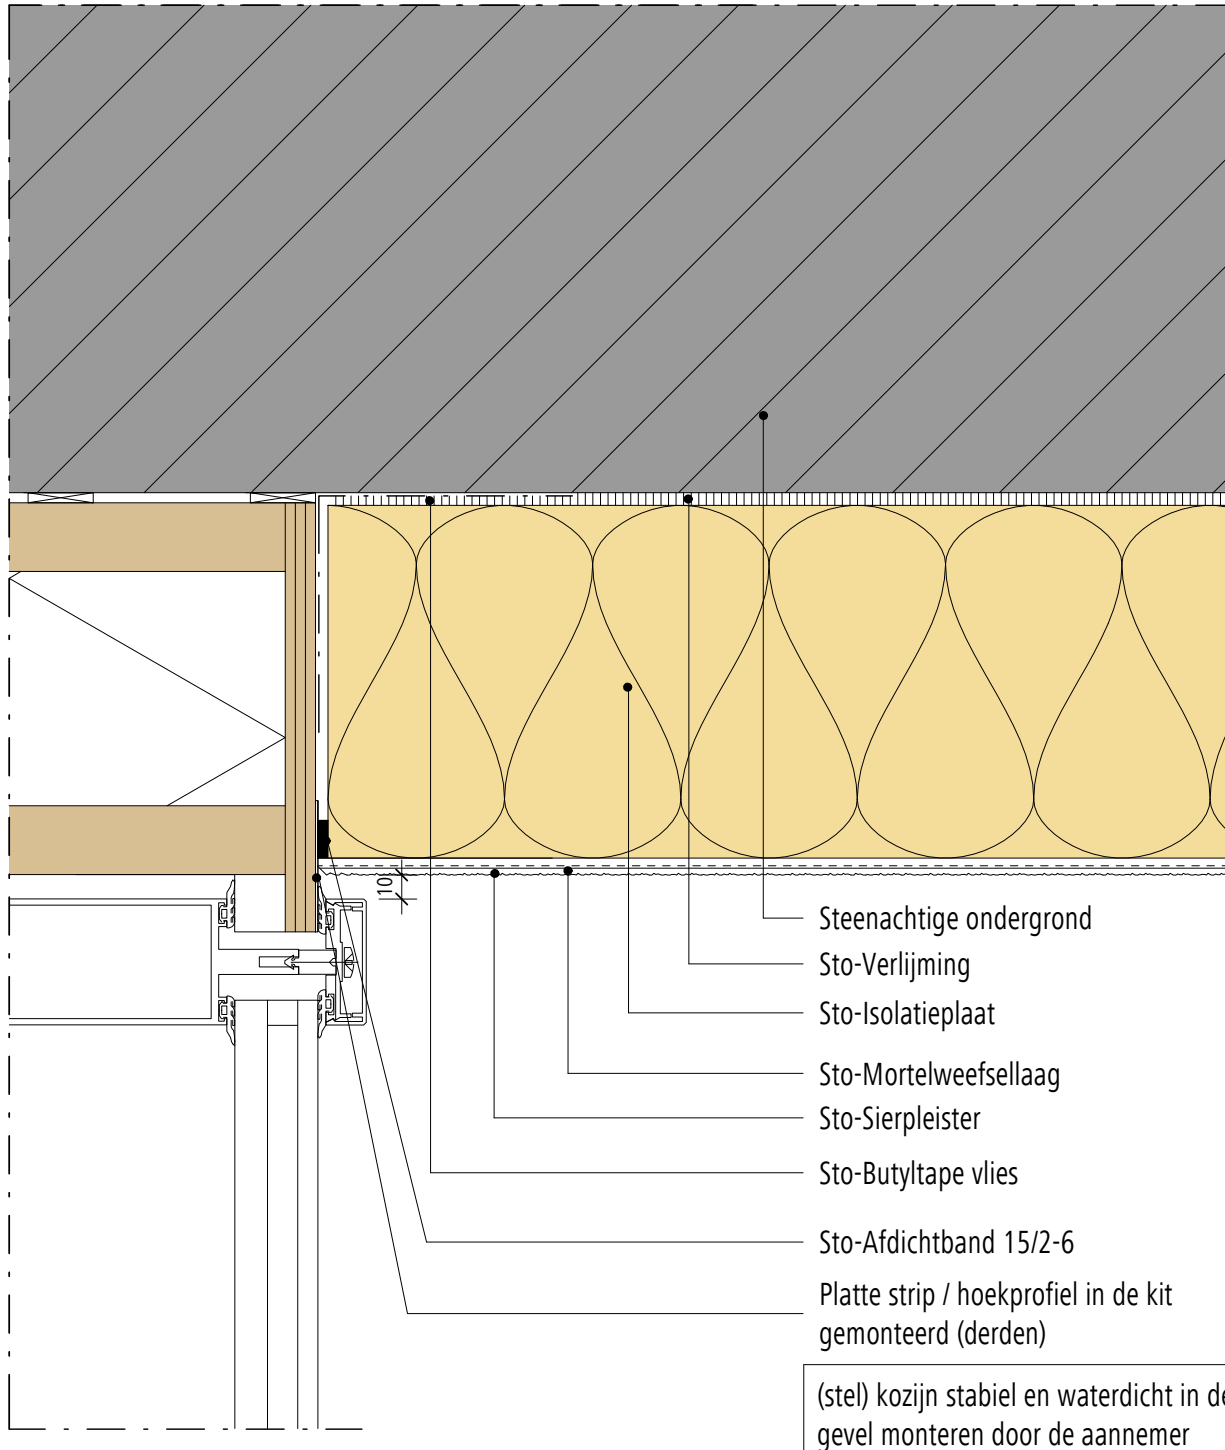 10
Steenachtige ondergrond
Sto-Verlijming
Sto-Isolatieplaat
Sto-Mortelweefsellaag
Sto-Sierpleister
Sto-Butyltape vlies
Sto-Afdichtband 15/2-6
Platte strip / hoekprofiel in de kit
gemonteerd (derden)
(stel) kozijn stabiel en waterdicht in de
gevel monteren door de aannemer